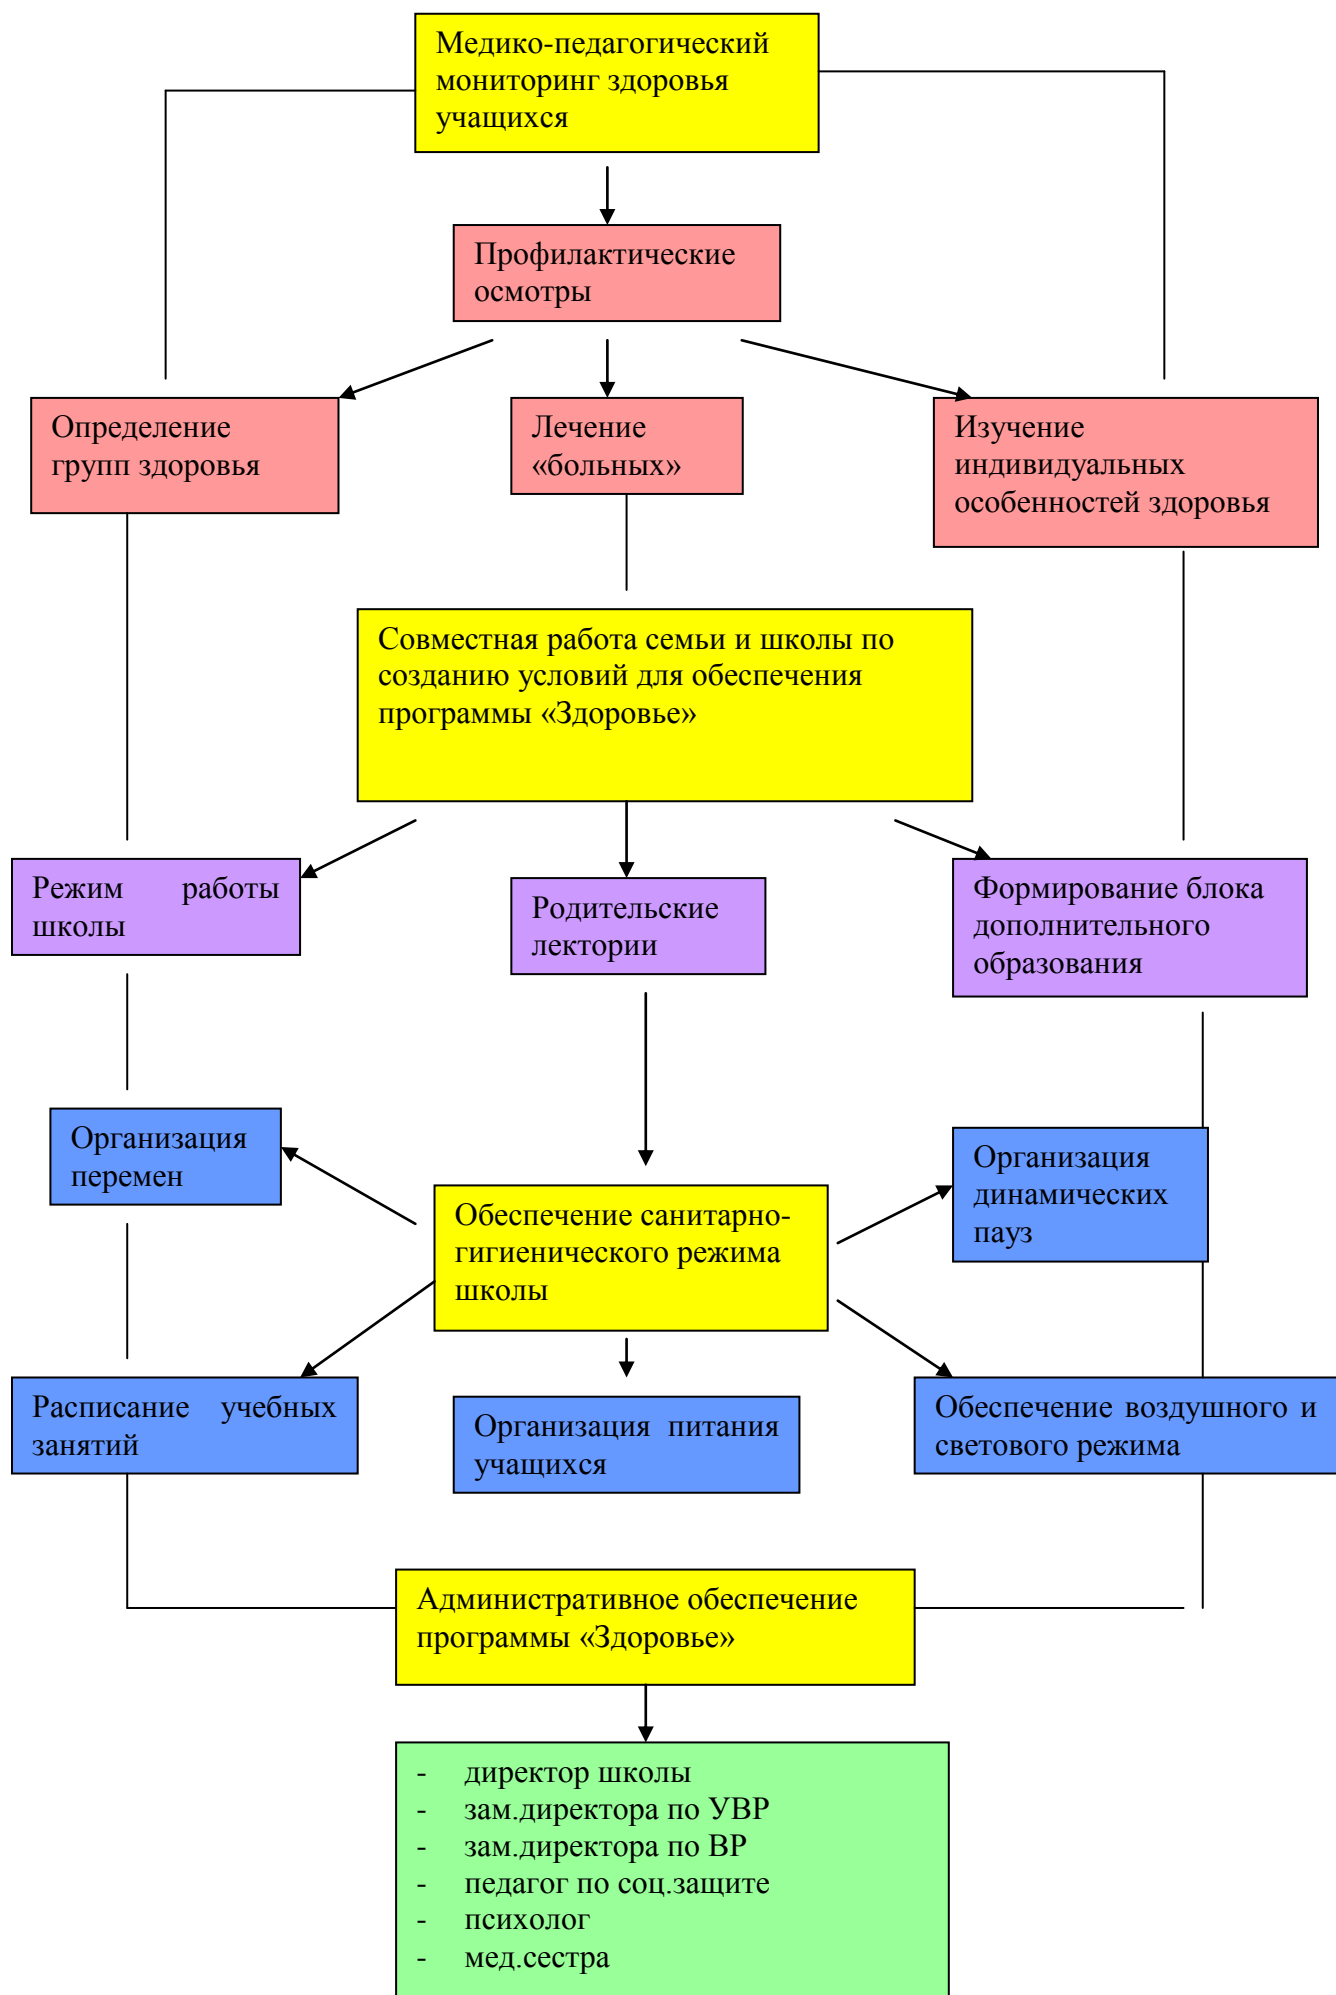 Медико-педагогический
мониторинг здоровья
учащихся
Профилактические
осмотры
Определение
групп здоровья
Лечение
«больных»
Изучение
индивидуальных
особенностей здоровья
Совместная работа семьи и школы по
созданию условий для обеспечения
программы «Здоровье»
Режим работы
школы
Родительские
лектории
Формирование блока
дополнительного
образования
Организация
перемен
Организация
динамических
пауз
Обеспечение санитарно-
гигиенического режима
школы
Расписание учебных
занятий
Организация питания
учащихся
Обеспечение воздушного и
светового режима
Административное обеспечение
программы «Здоровье»
- директор школы
- зам.директора по УВР
- зам.директора по ВР
- педагог по соц.защите
- психолог
- мед.сестра